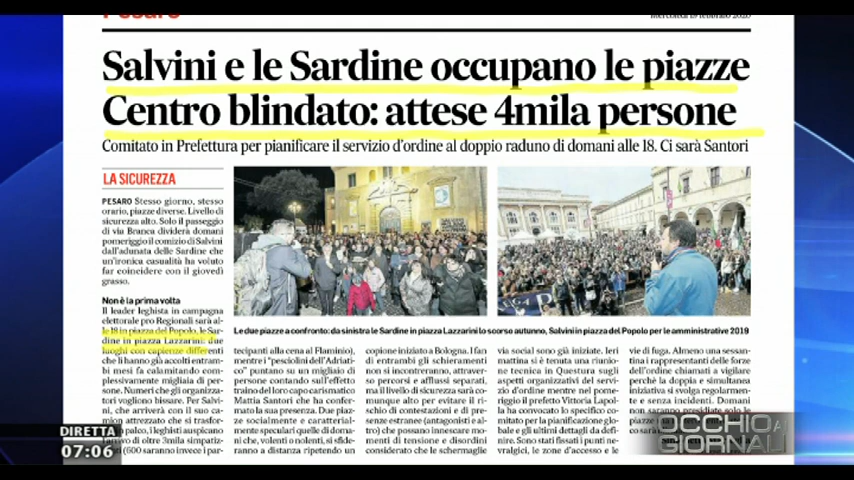 Pesaro
Mercoledì 19 febbraio 2020
Salvini e le Sardine occupano le piazze
Centro blindato: attese 4mila persone
Comitato in Prefettura per pianificare il servizio d'ordine al doppio raduno di domani alle 18. Ci sarà Santori
LA SICUREZZA
PESARO Stesso giorno, stesso
orario, piazze diverse. Livello di
sicurezza alto. Solo il passeggio
di via Branca dividerà domani
pomeriggio il comizio di Salvini
dall'adunata delle Sardine che
un'ironica casualità ha voluto
far coincidere con il giovedì
grasso.
Non è la prima volta
Il leader leghista in campagna
elettorale pro Regionali sarà al-
le 18 in piazza del Popolo, le Sar-
dine in piazza Lazzarini: due
luoghi con capienze differenti
che li hanno già ospitati entram-
bi mesi fa calamitando com-
plessivamente migliaia di per-
sone. Numeri che gli organizza-
tori vogliono bissare. Per Salvi-
ni, che arriverà con il suo ca-
mion attrezzato che si trasfor-
palco, i leghisti auspicano
rivo di oltre 3mila simpatiz-
ti (600 saranno invece i par-
Le due piazze a confronto: da sinistra le Sardine in piazza Lazzarini lo scorso autunno, Salvini in piazza del Popolo per le amministrative 2019
tecipanti alla cena al Flaminio),
mentre i "pesciolini dell'Adriati-
co" puntano su un migliaio di
persone contando sull'effetto
traino del loro capo carismatico
Mattia Santori che ha confer-
mato la sua presenza. Due piaz-
ze socialmente e caratterial-
mente speculari quelle di doma-
ni che, volenti o nolenti, si sfide-
ranno a distanza ripetendo un
copione iniziato a Bologna. I fan
di entrambi gli schieramenti
non si incontreranno, attraver-
so percorsi e afflussi separati,
ma il livello di sicurezza sarà co-
munque alto per evitare il ri-
schio di contestazioni e di pre-
senze estranee (antagonisti e al-
tro) che possano innescare mo-
menti di tensione e disordini
considerato che le schermaglie
via social sono già iniziate. Ieri
mattina si è tenuta una riunio-
ne tecnica in Questura sugli
aspetti organizzativi del servi-
zio d'ordine mentre nel pome-
riggio il prefetto Vittoria Lapol-
la ha convocato lo specifico co-
mitato per la pianificazione glo-
bale e gli ultimi dettagli da defi-
nire. Sono stati fissati i punti ne-
vralgici, le zone d'accesso e le
vie di fuga. Almeno una sessan-
tina i rappresentanti delle forze
dell'ordine chiamati a vigilare
perché la doppia e simultanea
iniziativa si svolga regolarmen-
te e senza incidenti. Domani
non saranno presidiate solo le
piazze
DIRETTA
07:06
OCCHIO AI
GIORNALI